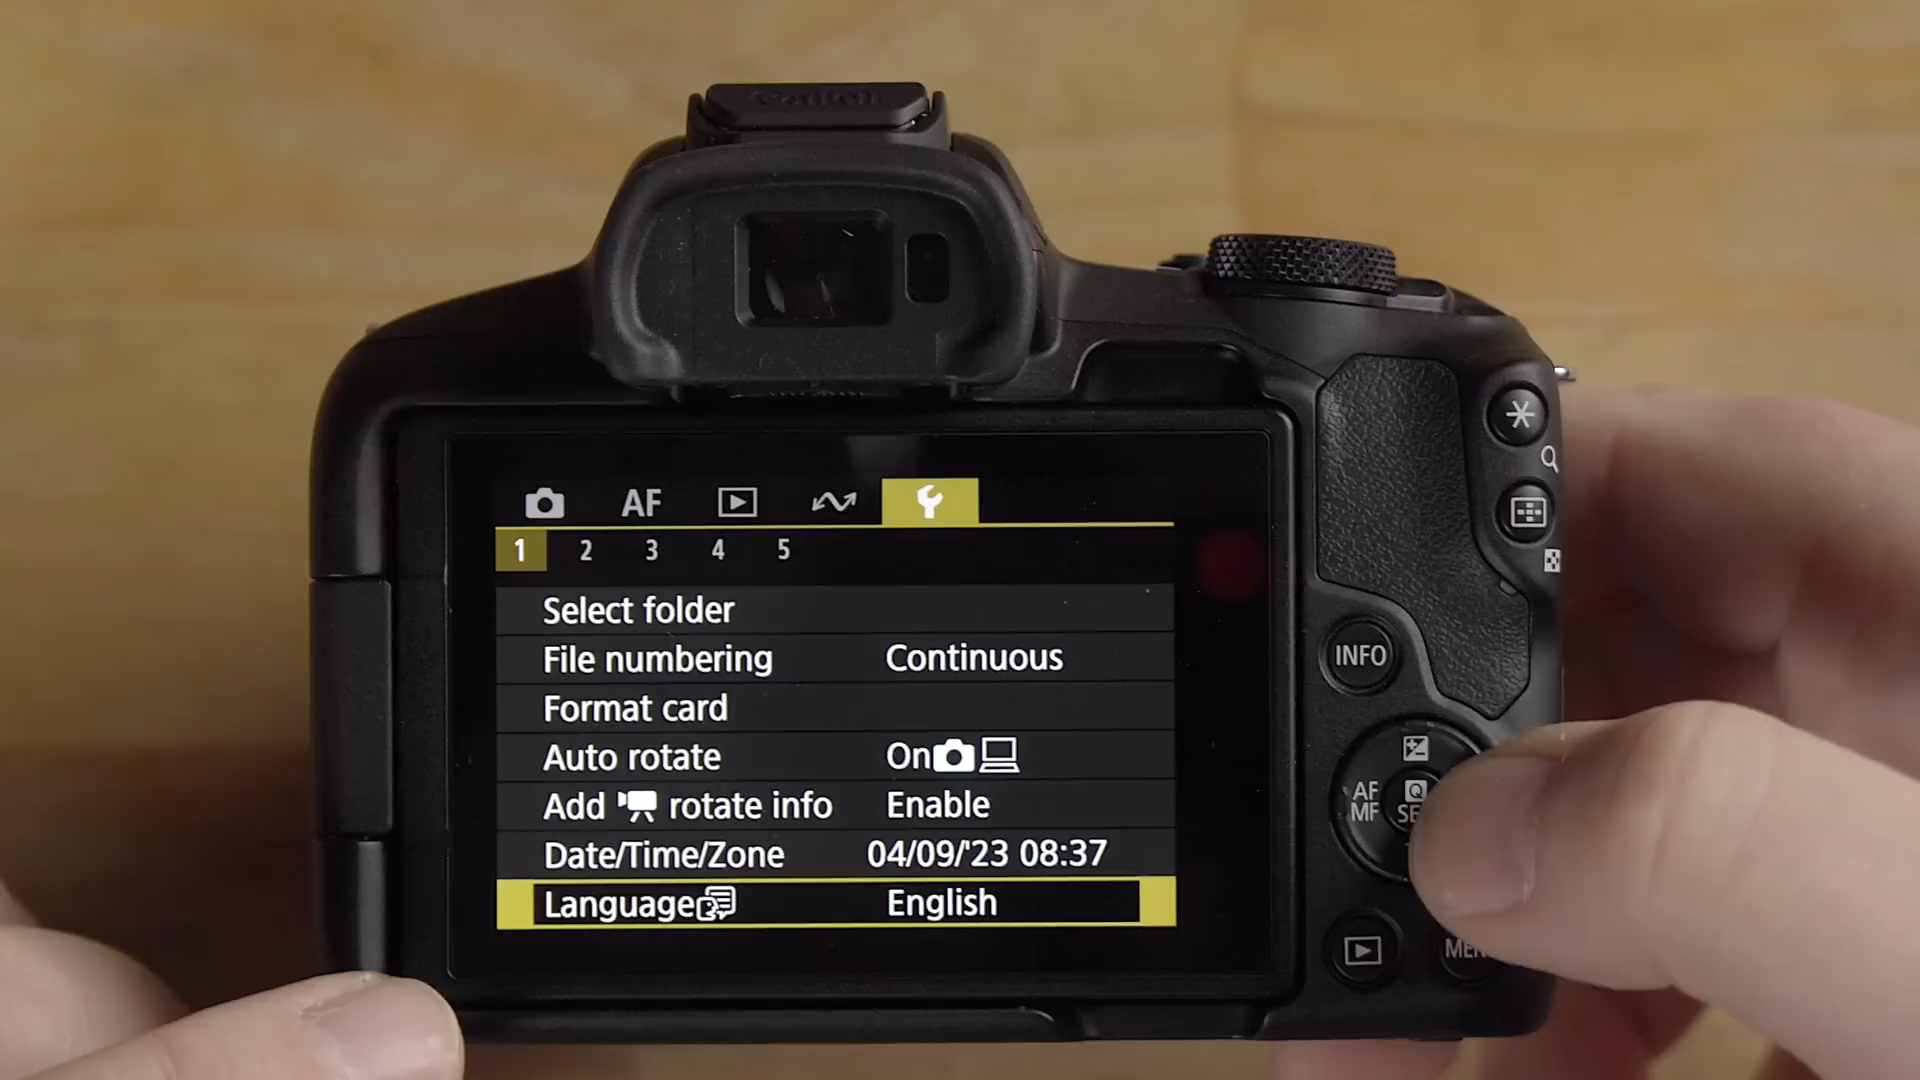 Canon
AF
1 2 3 4 5
Select folder
File numbering Continuous
Format card
Auto rotate On
Add rotate info Enable
Date/Time/Zone 04/09/'23 08:37
Language English
INFO
AF
MF
Q